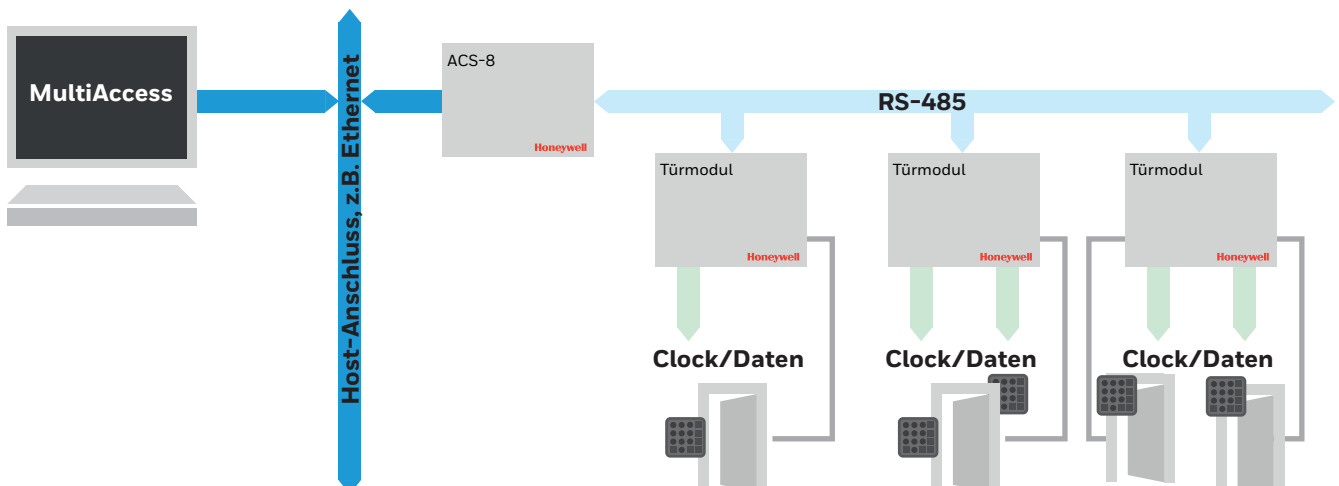 MultiAccess
Host-Anschluss, z.B. Ethernet
ACS-8
Honeywell
RS-485
Türmodul
Honeywell
Türmodul
Honeywell
Türmodul
Honeywell
Clock/Daten
Clock/Daten
Clock/Daten